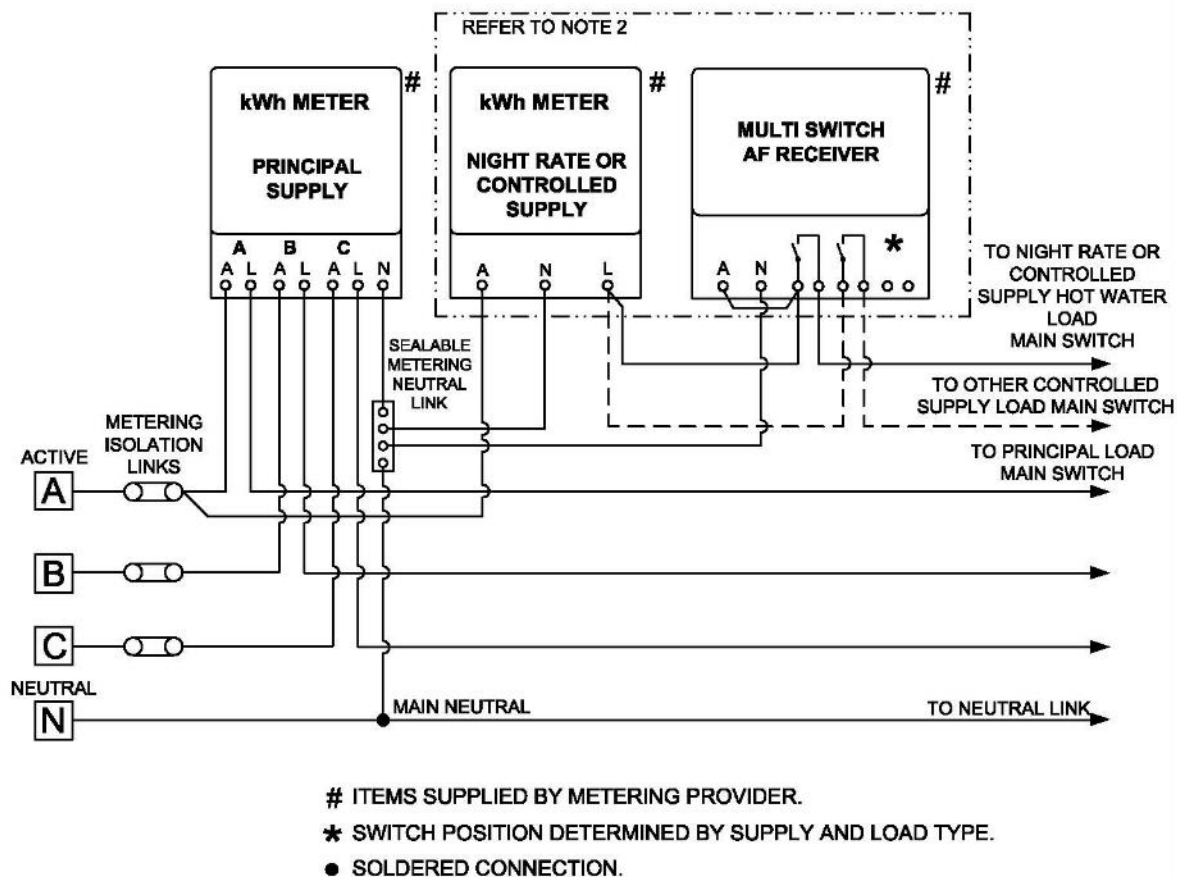 REFER TO NOTE 2
#
kWh METER
PRINCIPAL
SUPPLY
A B C
A L A L A L N
#
kWh METER
NIGHT RATE OR
CONTROLLED
SUPPLY
A N L
#
MULTI SWITCH
AF RECEIVER
*
A N
TO NIGHT RATE OR
CONTROLLED
SUPPLY HOT WATER
LOAD
MAIN SWITCH
TO OTHER CONTROLLED
SUPPLY LOAD MAIN SWITCH
TO PRINCIPAL LOAD
MAIN SWITCH
SEALABLE
METERING
NEUTRAL
LINK
METERING
ISOLATION
LINKS
ACTIVE
A
B
C
NEUTRAL
N
MAIN NEUTRAL
TO NEUTRAL LINK
# ITEMS SUPPLIED BY METERING PROVIDER.
* SWITCH POSITION DETERMINED BY SUPPLY AND LOAD TYPE.
● SOLDERED CONNECTION.